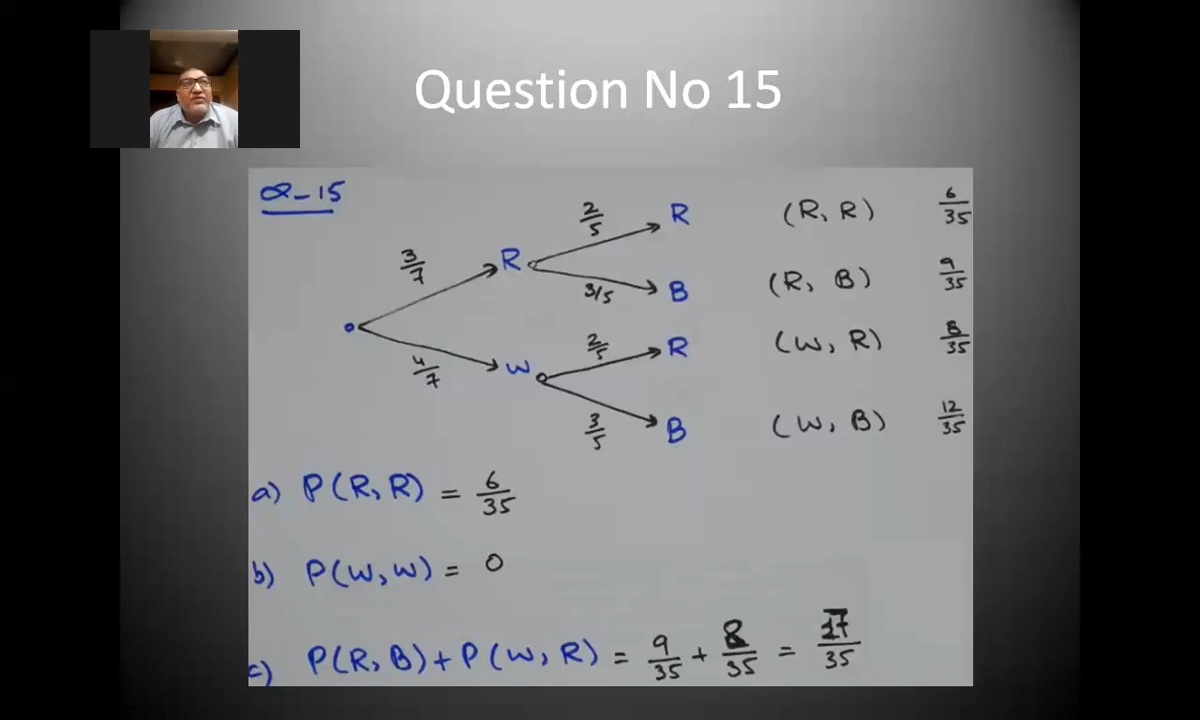 Question No 15
Q-15
3/7 R 2/5 R (R, R) 6/35
3/5 B (R, B) 9/35
4/7 W 2/5 R (W, R) 8/35
3/5 B (W, B) 12/35
a) P(R, R) = 6/35
b) P(W, W) = 0
c) P(R, B) + P(W, R) = 9/35 + 8/35 = 17/35